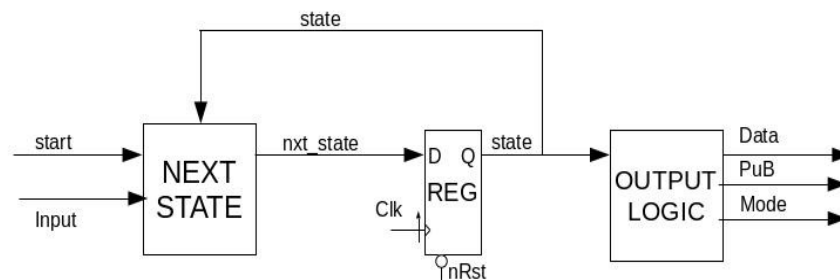 state
start
Input
NEXT
STATE
nxt_state
D Q
REG
Clk
nRst
state
OUTPUT
LOGIC
Data
PuB
Mode